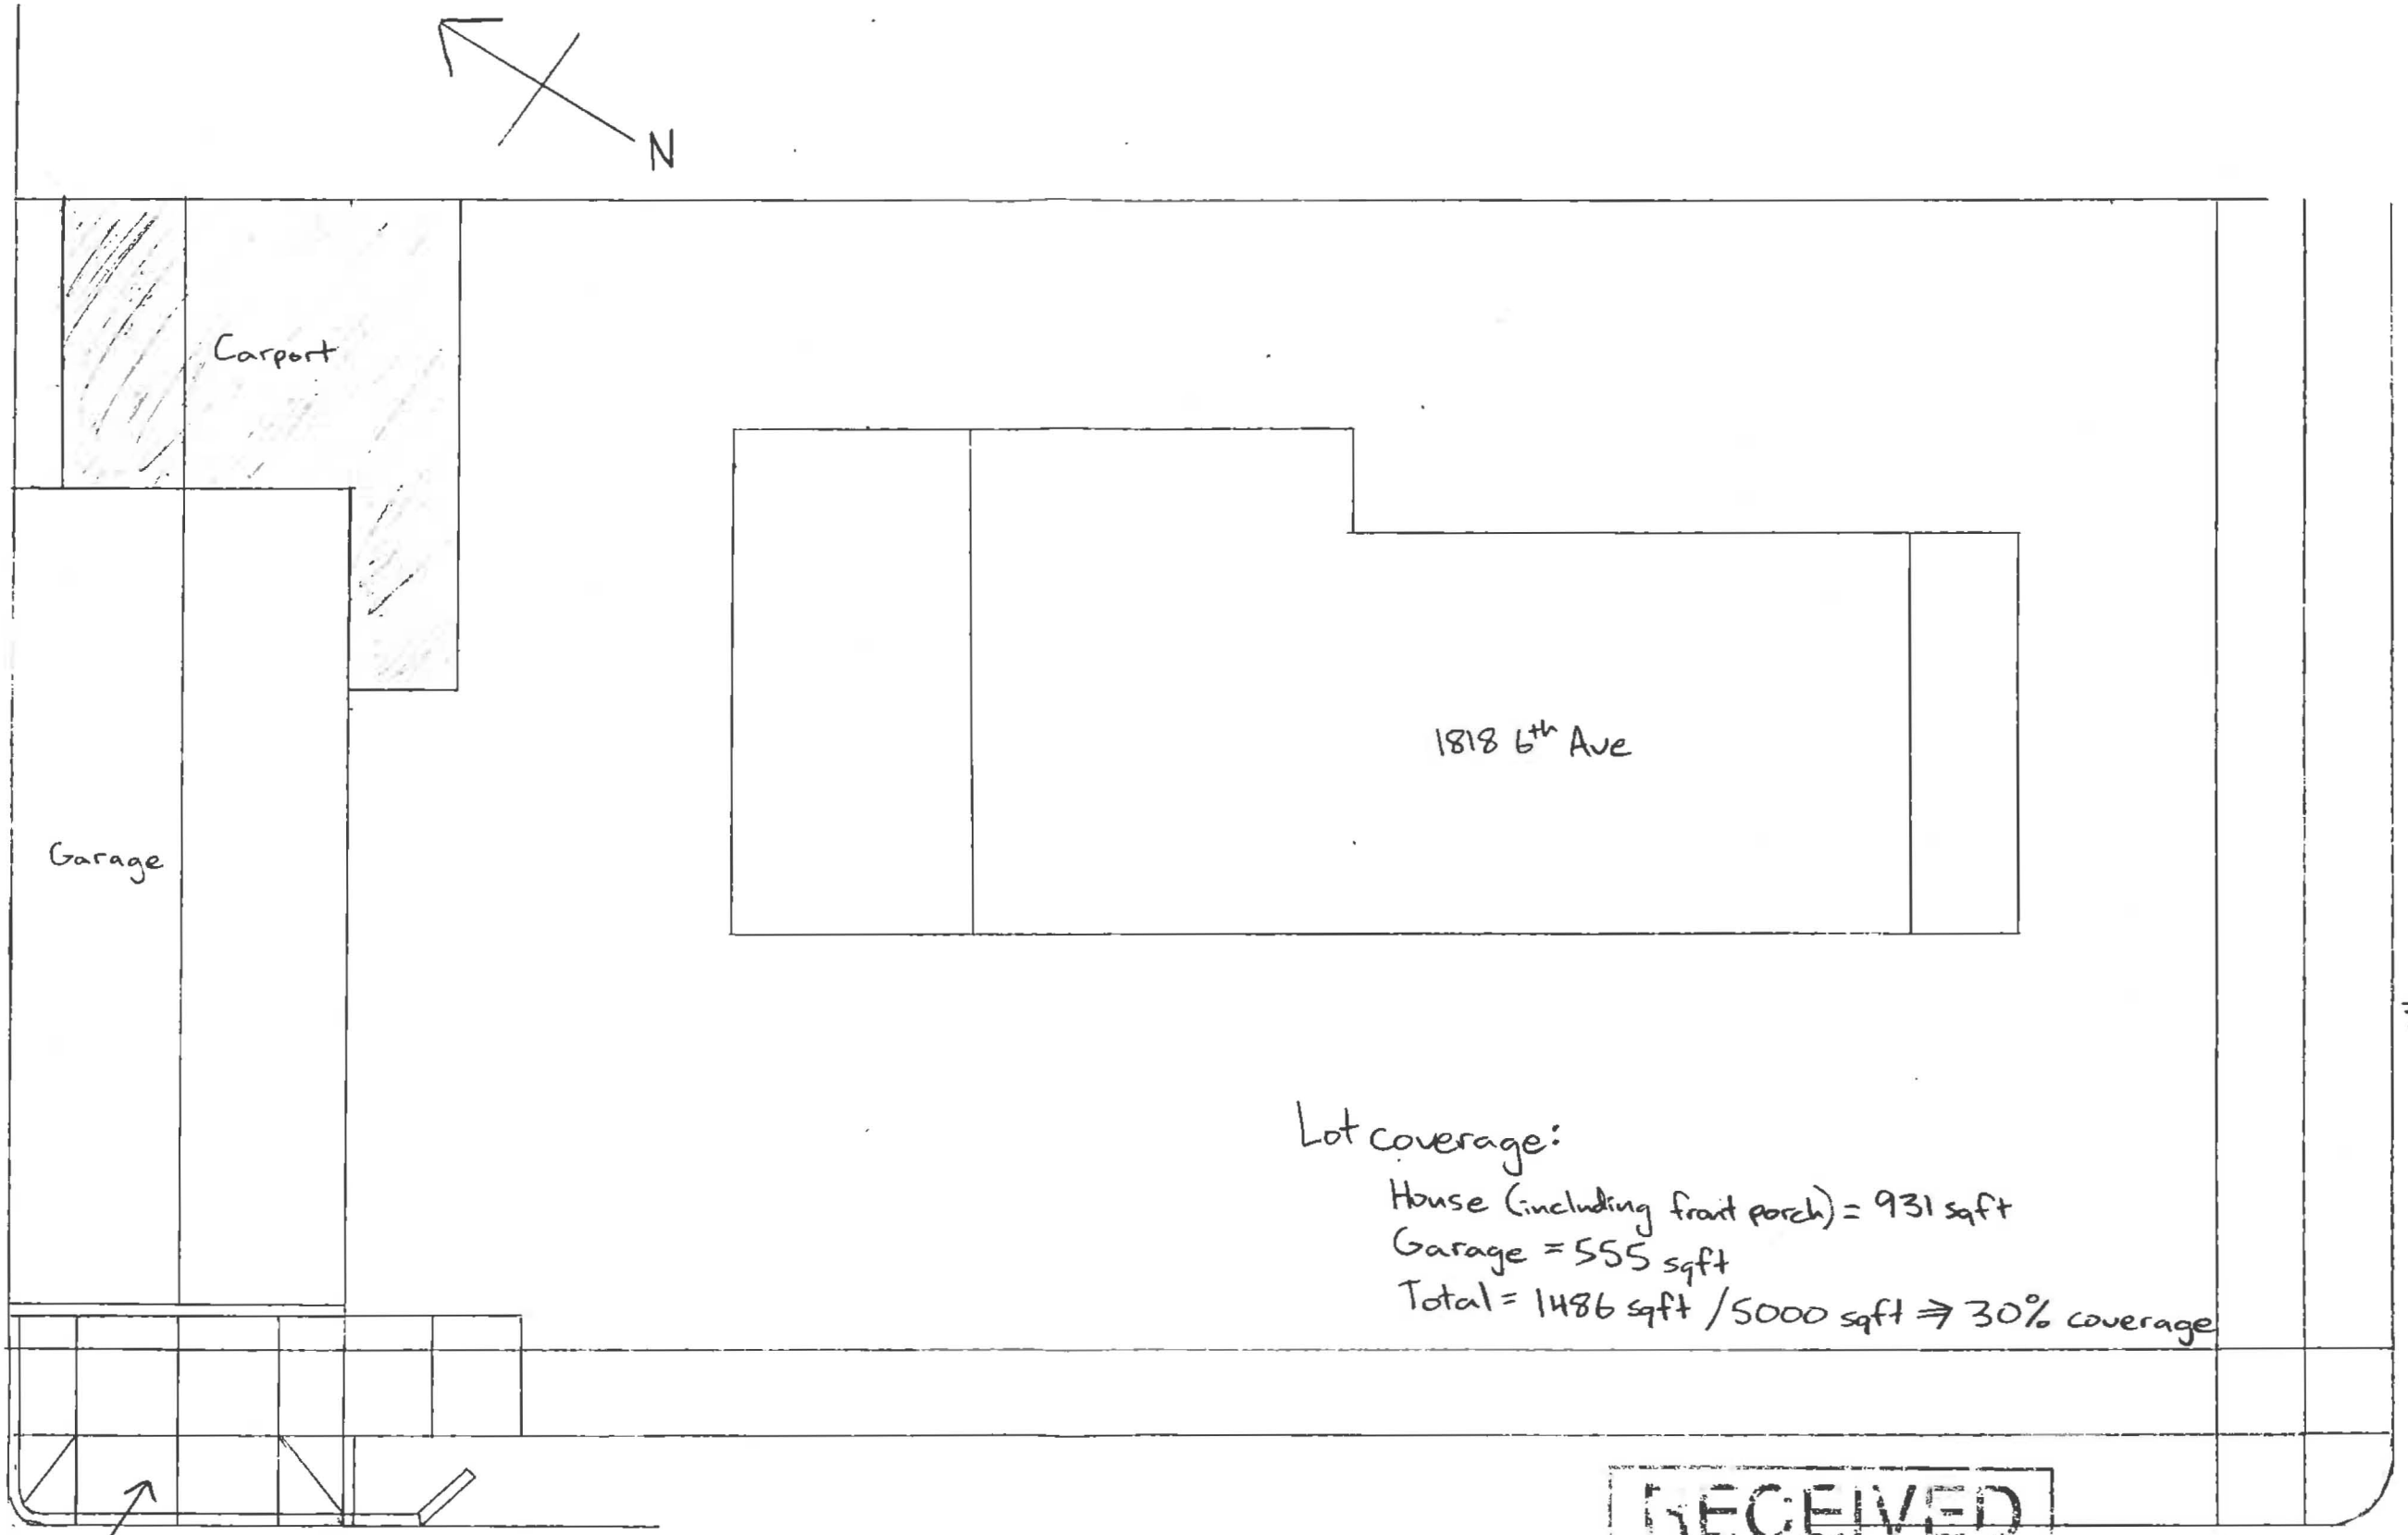 N
Carport
1818 6th Ave
Garage
Lot coverage:
House (including front porch) = 931 sqft
Garage = 555 sqft
Total = 1486 sqft /5000 sqft ⇒ 30% coverage
RECEIVED